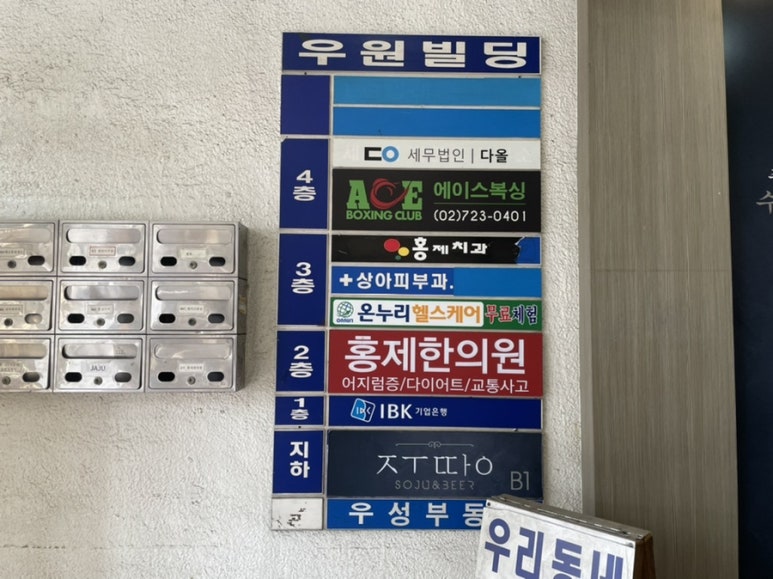 우원빌딩
4층
세무법인 | 다올
ACE
BOXING CLUB
에이스복싱
(02)723-0401
3층
홍제치과
+상아피부과.
온누리헬스케어 무료체험
2층
홍제한의원
어지럼증/다이어트/교통사고
1층
IBK 기업은행
지하
ㅈㅜㄸㅏㅇ
SOJU&BEER
B1
우성부동
우리동네
JAJU